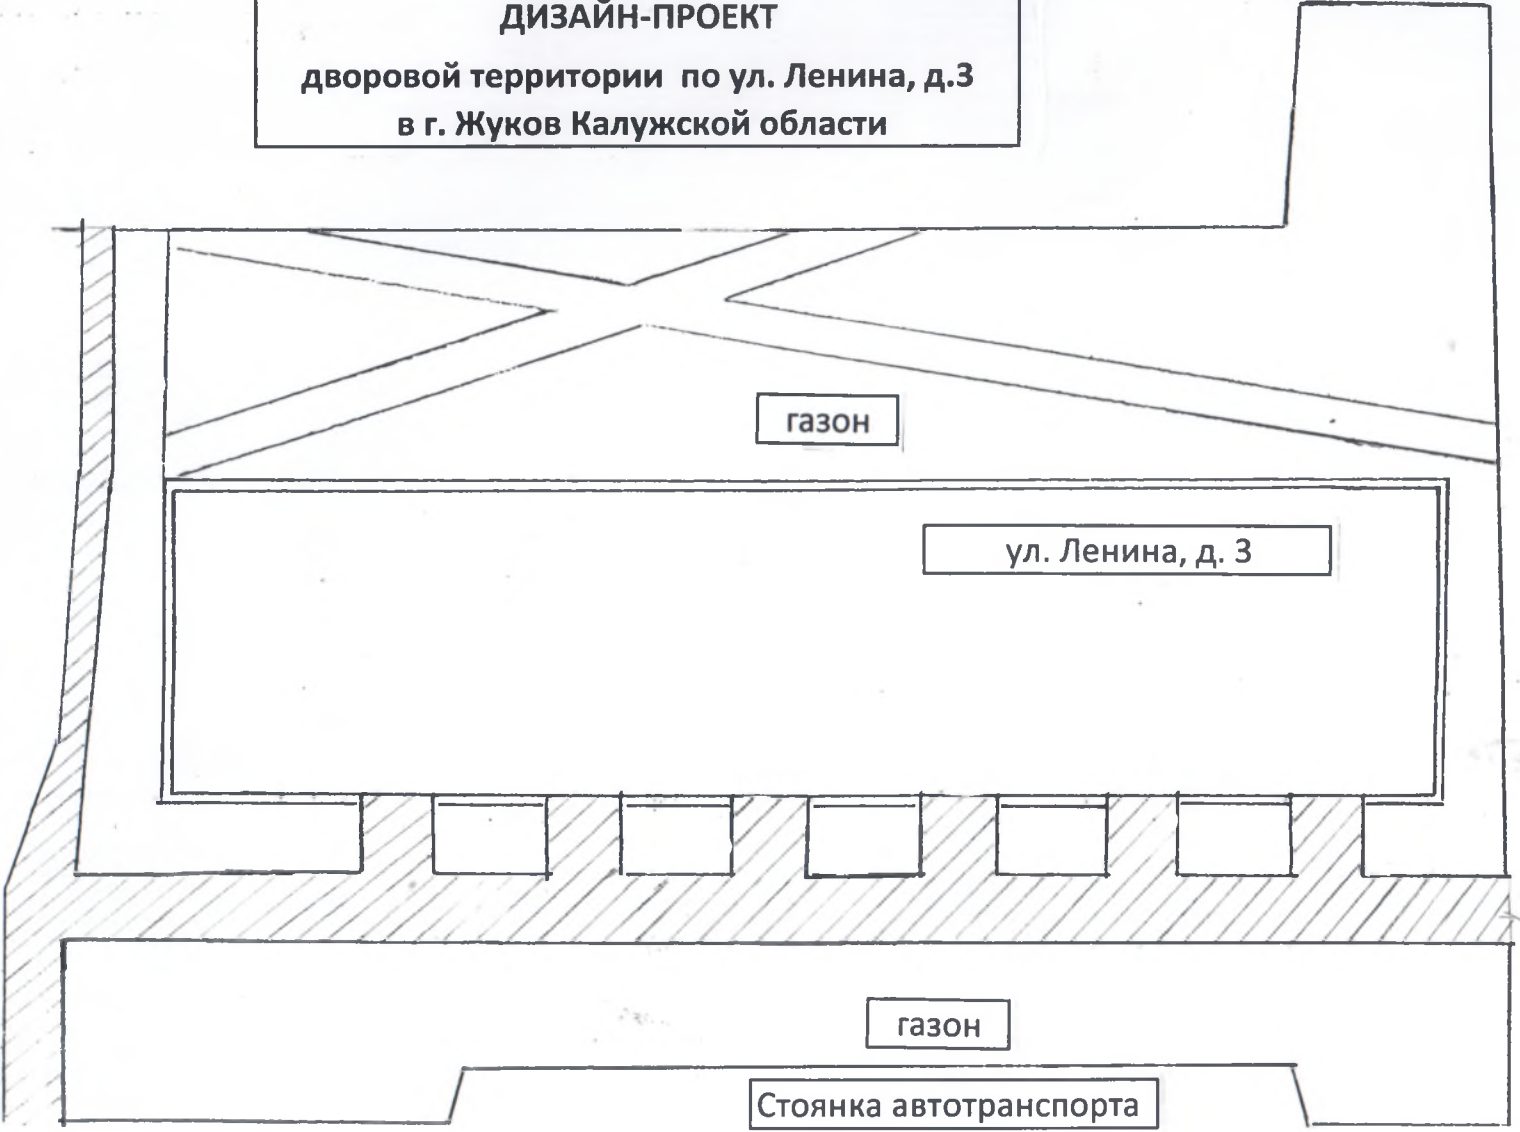 ДИЗАЙН-ПРОЕКТ
дворовой территории по ул. Ленина, д.3
в г. Жуков Калужской области
газон
ул. Ленина, д. 3
газон
Стоянка автотранспорта